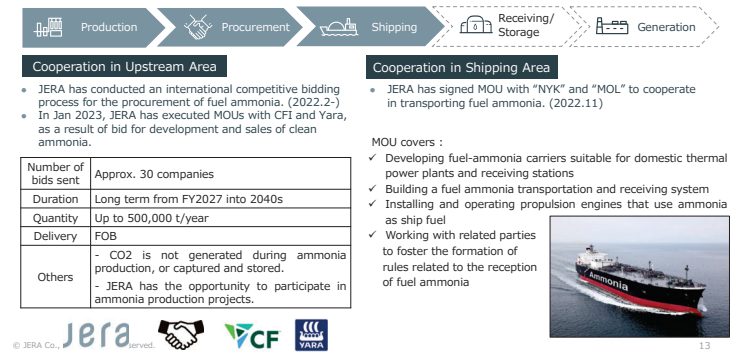 Production
Procurement
Shipping
Receiving/
Storage
Generation
Cooperation in Upstream Area
● JERA has conducted an international competitive bidding
process for the procurement of fuel ammonia. (2022.2-)
● In Jan 2023, JERA has executed MOUs with CFI and Yara,
as a result of bid for development and sales of clean
ammonia.
Number of
bids sent
Approx. 30 companies
Duration
Long term from FY2027 into 2040s
Quantity
Up to 500,000 t/year
Delivery
FOB
Others
- CO2 is not generated during ammonia
production, or captured and stored.
- JERA has the opportunity to participate in
ammonia production projects.
Cooperation in Shipping Area
● JERA has signed MOU with “NYK” and “MOL” to cooperate
in transporting fuel ammonia. (2022.11)
MOU covers :
✓ Developing fuel-ammonia carriers suitable for domestic thermal
power plants and receiving stations
✓ Building a fuel ammonia transportation and receiving system
✓ Installing and operating propulsion engines that use ammonia
as ship fuel
✓ Working with related parties
to foster the formation of
rules related to the reception
of fuel ammonia
Ammonia
© JERA Co.,
Jera
served.
CF
YARA
13